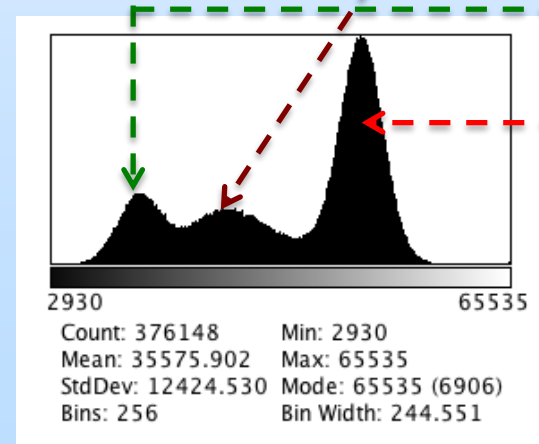 2930 65535
Count: 376148 Min: 2930
Mean: 35575.902 Max: 65535
StdDev: 12424.530 Mode: 65535 (6906)
Bins: 256 Bin Width: 244.551